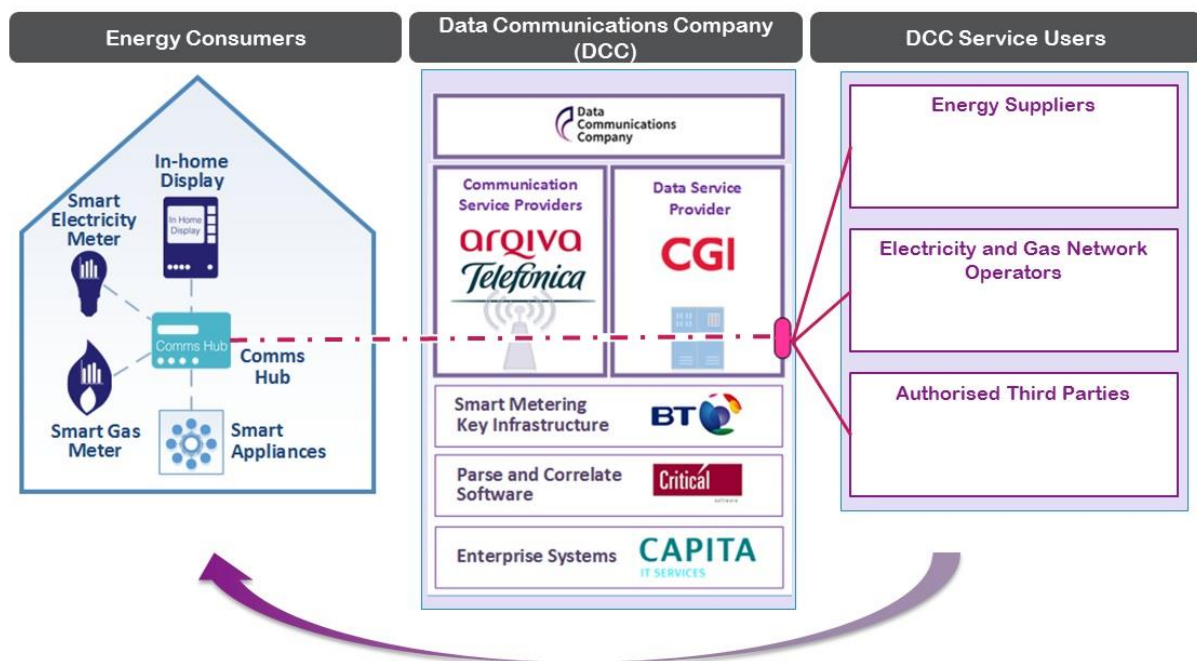 Energy Consumers
Data Communications Company
(DCC)
DCC Service Users
In-home
Display
Smart
Electricity
Meter
In Home
Display
Comms Hub
Comms
Hub
Smart Gas
Meter
Smart
Appliances
Data
Communications
Company
Communication
Service Providers
arqiva
Telefónica
Data Service
Provider
CGI
Smart Metering
Key Infrastructure
BT
Parse and Correlate
Software
Critical
software
Enterprise Systems
CAPITA
IT SERVICES
Energy Suppliers
Electricity and Gas Network
Operators
Authorised Third Parties